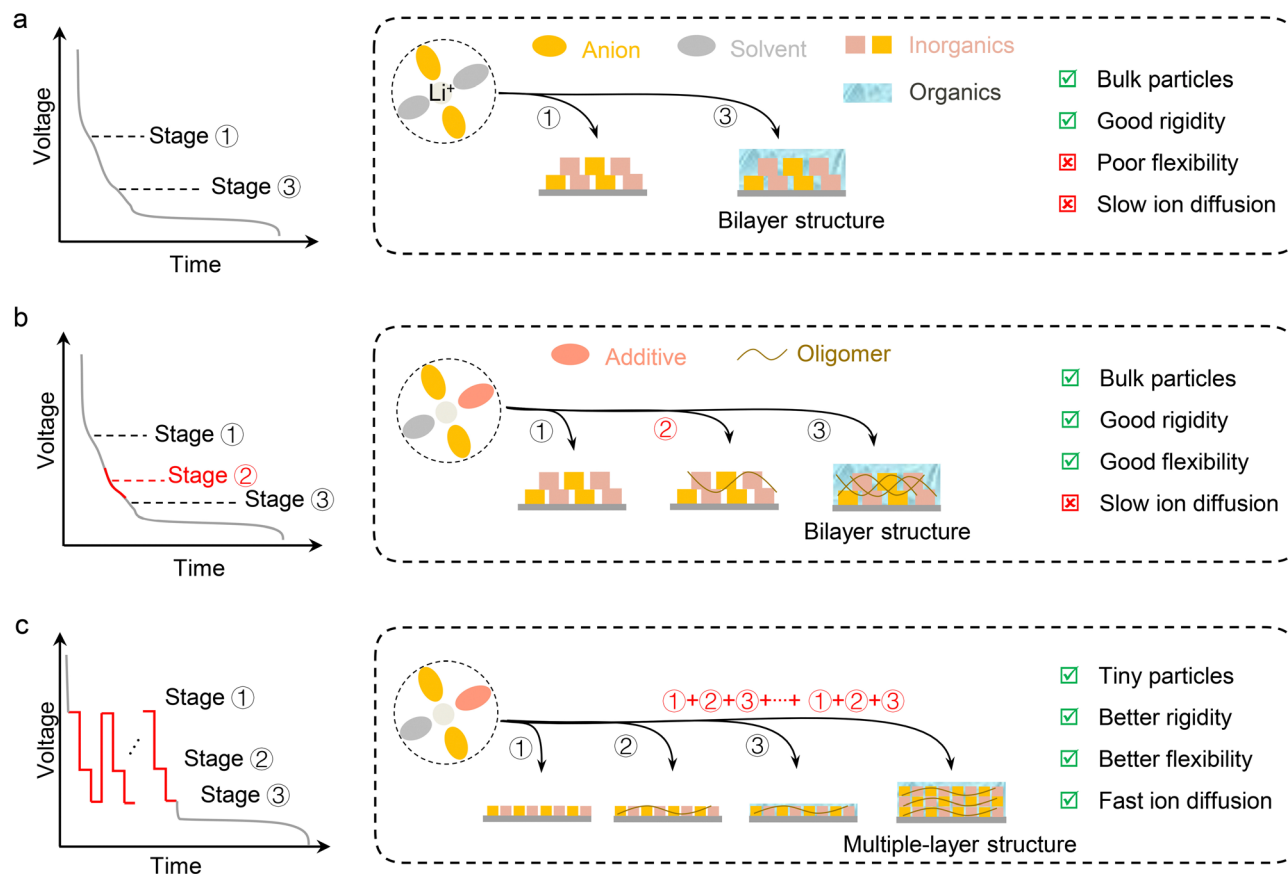 a
Voltage
Stage ①
Stage ③
Time
Li⁺
Anion
Solvent
Inorganics
Organics
①
③
Bilayer structure
Bulk particles
Good rigidity
Poor flexibility
Slow ion diffusion
b
Voltage
Stage ①
Stage ②
Stage ③
Time
Additive
Oligomer
①
②
③
Bilayer structure
Bulk particles
Good rigidity
Good flexibility
Slow ion diffusion
c
Voltage
Stage ①
Stage ②
Stage ③
Time
①+②+③+···+ ①+②+③
①
②
③
Multiple-layer structure
Tiny particles
Better rigidity
Better flexibility
Fast ion diffusion